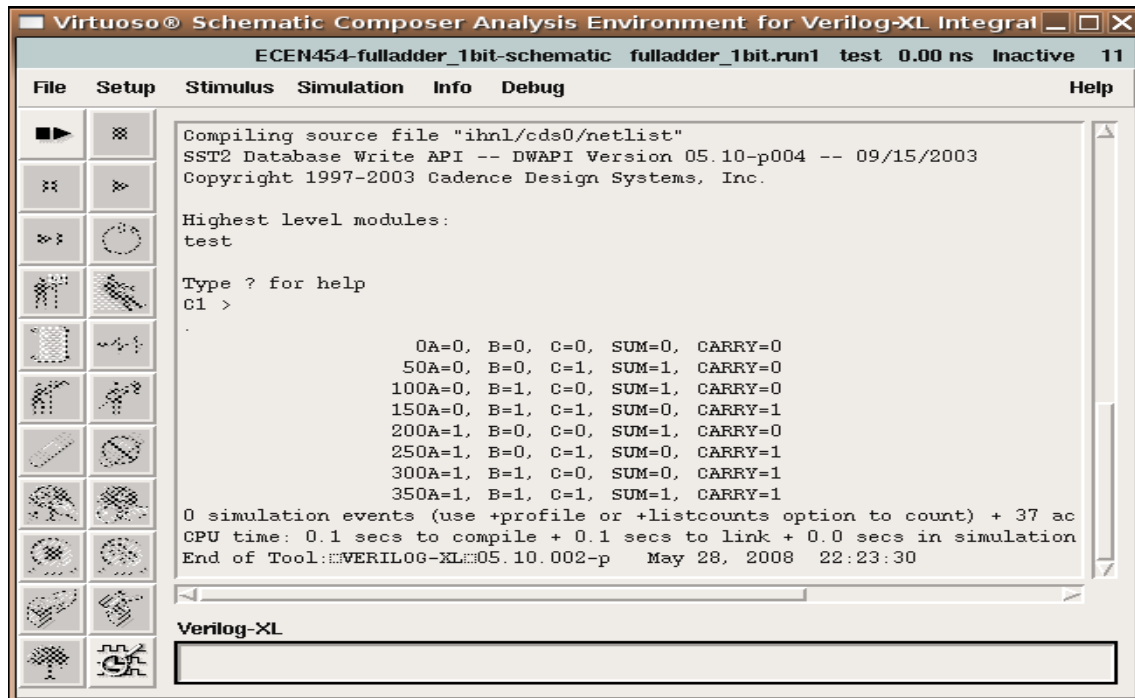 Virtuoso® Schematic Composer Analysis Environment for Verilog-XL Integrat
ECEN454-fulladder_1bit-schematic fulladder_1bit.run1 test 0.00 ns Inactive 11
File Setup Stimulus Simulation Info Debug Help
Compiling source file "ihnl/cds0/netlist"
SST2 Database Write API -- DWAPI Version 05.10-p004 -- 09/15/2003
Copyright 1997-2003 Cadence Design Systems, Inc.
Highest level modules:
test
Type ? for help
C1 >
.
0A=0, B=0, C=0, SUM=0, CARRY=0
50A=0, B=0, C=1, SUM=1, CARRY=0
100A=0, B=1, C=0, SUM=1, CARRY=0
150A=0, B=1, C=1, SUM=0, CARRY=1
200A=1, B=0, C=0, SUM=1, CARRY=0
250A=1, B=0, C=1, SUM=0, CARRY=1
300A=1, B=1, C=0, SUM=0, CARRY=1
350A=1, B=1, C=1, SUM=1, CARRY=1
0 simulation events (use +profile or +listcounts option to count) + 37 ac
CPU time: 0.1 secs to compile + 0.1 secs to link + 0.0 secs in simulation
End of Tool: VERILOG-XL 05.10.002-p May 28, 2008 22:23:30
Verilog-XL